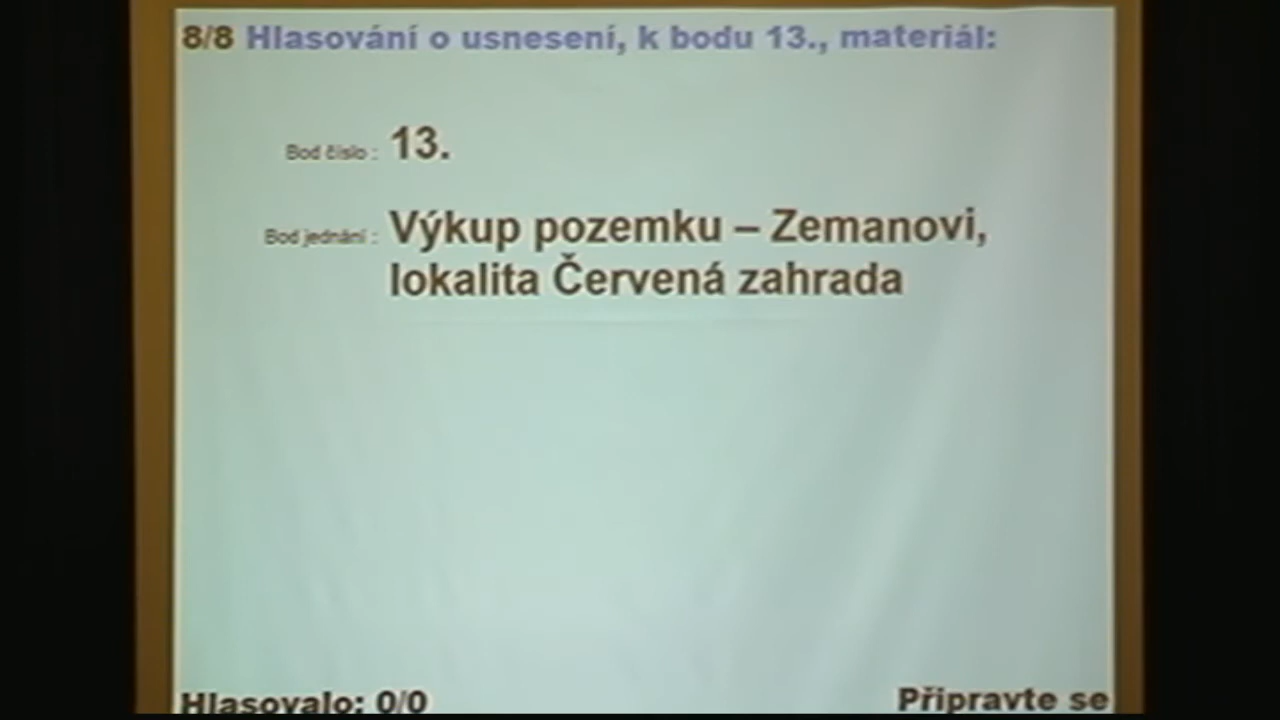 8/8 Hlasování o usnesení, k bodu 13., materiál:
Bod číslo : 13.
Bod jednání : Výkup pozemku – Zemanovi,
lokalita Červená zahrada
Hlasovalo: 0/0 Připravte se